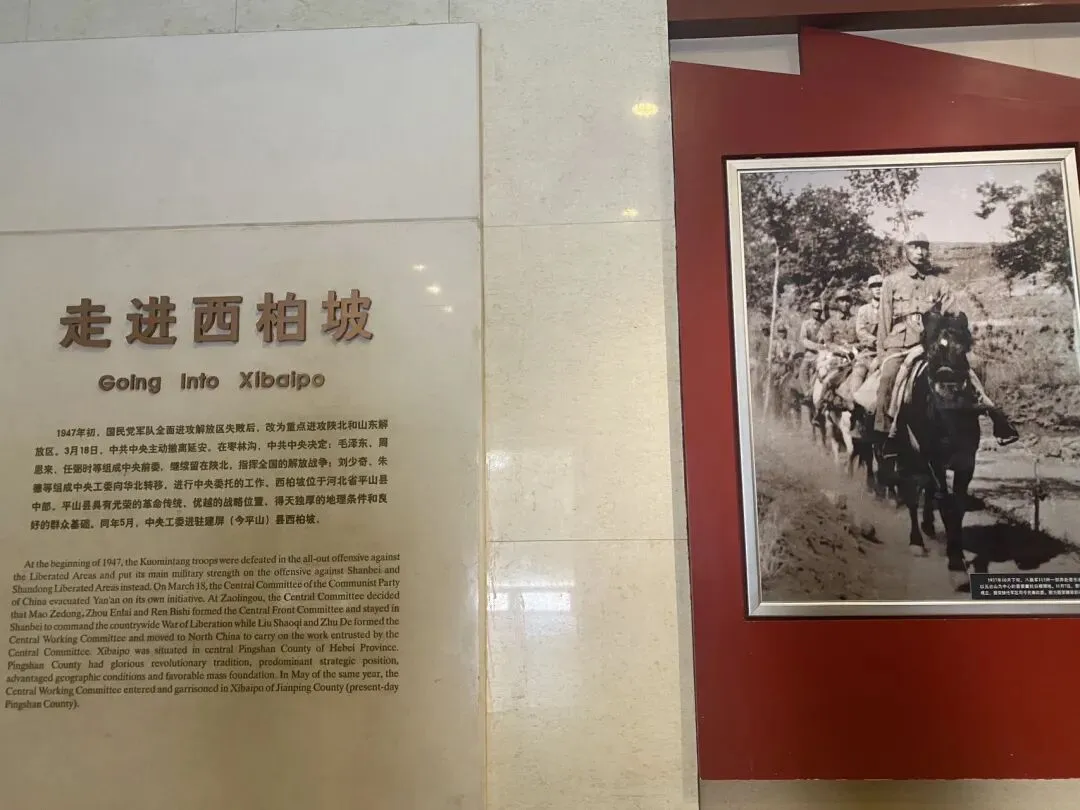 走进西柏坡
Going Into Xibaipo
1947年初，国民党军队全面进攻解放区失败后，改为重点进攻陕北和山东解
放区。3月18日，中共中央主动撤离延安。在枣林沟，中共中央决定：毛泽东、周
恩来、任弼时等组成中央前委，继续留在陕北，指挥全国的解放战争；刘少奇、朱
德等组成中央工委向华北转移，进行中央委托的工作。西柏坡位于河北省平山县
中部。平山县具有光荣的革命传统、优越的战略位置、得天独厚的地理条件和良
好的群众基础。同年5月，中央工委进驻建屏（今平山）县西柏坡。
At the beginning of 1947, the Kuomintang troops were defeated in the all-out offensive against
the Liberated Areas and put its main military strength on the offensive against Shanbei and
Shandong Liberated Areas instead. On March 18, the Central Committee of the Communist Party
of China evacuated Yan'an on its own initiative. At Zaolingou, the Central Committee decided
that Mao Zedong, Zhou Enlai and Ren Bishi formed the Central Front Committee and stayed in
Shanbei to command the countrywide War of Liberation while Liu Shaoqi and Zhu De formed the
Central Working Committee and moved to North China to carry on the work entrusted by the
Central Committee. Xibaipo was situated in central Pingshan County of Hebei Province.
Pingshan County had glorious revolutionary tradition, predominant strategic position,
advantaged geographic conditions and favorable mass foundation. In May of the same year, the
Central Working Committee entered and garrisoned in Xibaipo of Jianping County (present-day
Pingshan County).